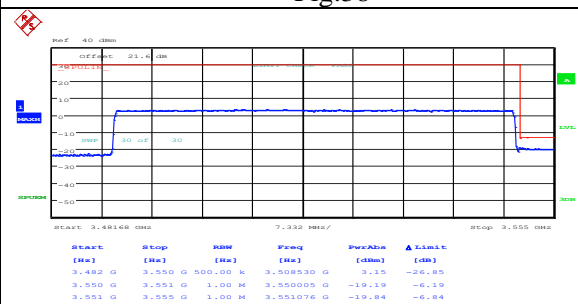 Fig.30
R S
Ref 40 dBm
Offset 21.6 dB
30
20
10
0
-10
-20
-30
-40
-50
1
MAXH
A
LVL
3DB
SWP 30 of 30
Start 3.48168 GHz 7.332 MHz/ Stop 3.555 GHz
Start Stop RBW Freq PwrAbs Δ Limit
[Hz] [Hz] [Hz] [Hz] [dBm] [dB]
3.482 G 3.550 G 500.00 k 3.508530 G 3.15 -26.85
3.550 G 3.551 G 1.00 M 3.550005 G -19.19 -6.19
3.551 G 3.555 G 1.00 M 3.551076 G -19.84 -6.84